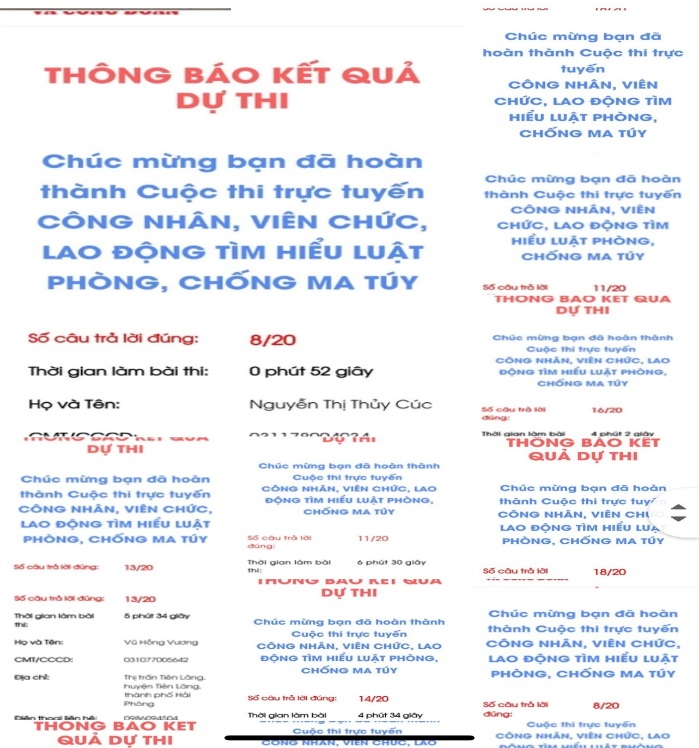 VÀ CÔNG ĐOÀN
THÔNG BÁO KẾT QUẢ
DỰ THI
Chúc mừng bạn đã hoàn
thành Cuộc thi trực tuyến
CÔNG NHÂN, VIÊN CHỨC,
LAO ĐỘNG TÌM HIỂU LUẬT
PHÒNG, CHỐNG MA TÚY
Số câu trả lời đúng: 8/20
Thời gian làm bài thi: 0 phút 52 giây
Họ và Tên: Nguyễn Thị Thủy Cúc
CMT/CCCD:
THÔNG BÁO KẾT QUẢ
DỰ THI
Chúc mừng bạn đã hoàn
thành Cuộc thi trực tuyến
CÔNG NHÂN, VIÊN CHỨC,
LAO ĐỘNG TÌM HIỂU LUẬT
PHÒNG, CHỐNG MA TÚY
Số câu trả lời đúng: 13/20
Số câu trả lời đúng: 13/20
Thời gian làm bài
thi: 5 phút 34 giây
Họ và Tên: Vũ Hồng Vương
CMT/CCCD: 031077005642
Địa chỉ: Thị trấn Tiên Lãng,
huyện Tiên Lãng,
thành phố Hải
Phòng
Điện thoại liên hệ: 0986094504
THÔNG BÁO KẾT
QUẢ DỰ THI
DỰ THI
Chúc mừng bạn đã hoàn thành
Cuộc thi trực tuyến
CÔNG NHÂN, VIÊN CHỨC, LAO
ĐỘNG TÌM HIỂU LUẬT PHÒNG,
CHỐNG MA TÚY
Số câu trả lời
đúng: 11/20
Thời gian làm bài
thi: 6 phút 30 giây
THÔNG BÁO KẾT QUẢ
DỰ THI
Chúc mừng bạn đã hoàn thành
Cuộc thi trực tuyến
CÔNG NHÂN, VIÊN CHỨC, LAO
ĐỘNG TÌM HIỂU LUẬT PHÒNG,
CHỐNG MA TÚY
Số câu trả lời đúng: 14/20
Thời gian làm bài 4 phút 34 giây
Chúc mừng bạn đã hoàn thành
Cuộc thi trực tuyến
CÔNG NHÂN, VIÊN CHỨC, LAO
Số câu trả lời
Chúc mừng bạn đã
hoàn thành Cuộc thi trực
tuyến
CÔNG NHÂN, VIÊN
CHỨC, LAO ĐỘNG TÌM
HIỂU LUẬT PHÒNG,
CHỐNG MA TÚY
Chúc mừng bạn đã hoàn
thành Cuộc thi trực tuyến
CÔNG NHÂN, VIÊN
CHỨC, LAO ĐỘNG TÌM
HIỂU LUẬT PHÒNG,
CHỐNG MA TÚY
Số câu trả lời 11/20
THÔNG BÁO KẾT QUẢ
DỰ THI
Chúc mừng bạn đã hoàn thành
Cuộc thi trực tuyến
CÔNG NHÂN, VIÊN CHỨC, LAO
ĐỘNG TÌM HIỂU LUẬT PHÒNG,
CHỐNG MA TÚY
Số câu trả lời
đúng: 16/20
Thời gian làm bài 4 phút 2 giây
THÔNG BÁO KẾT
QUẢ DỰ THI
Chúc mừng bạn đã hoàn
thành Cuộc thi trực tuyến
CÔNG NHÂN, VIÊN CHỨC,
LAO ĐỘNG TÌM HIỂU LUẬT
PHÒNG, CHỐNG MA TÚY
Số câu trả lời đúng: 18/20
Chúc mừng bạn đã hoàn
thành Cuộc thi trực tuyến
CÔNG NHÂN, VIÊN CHỨC,
LAO ĐỘNG TÌM HIỂU LUẬT
PHÒNG, CHỐNG MA TÚY
Số câu trả lời
đúng: 8/20
Cuộc thi trực tuyến
CÔNG NHÂN, VIÊN CHỨC, LAO
ĐỘNG TÌM HIỂU LUẬT PHÒNG